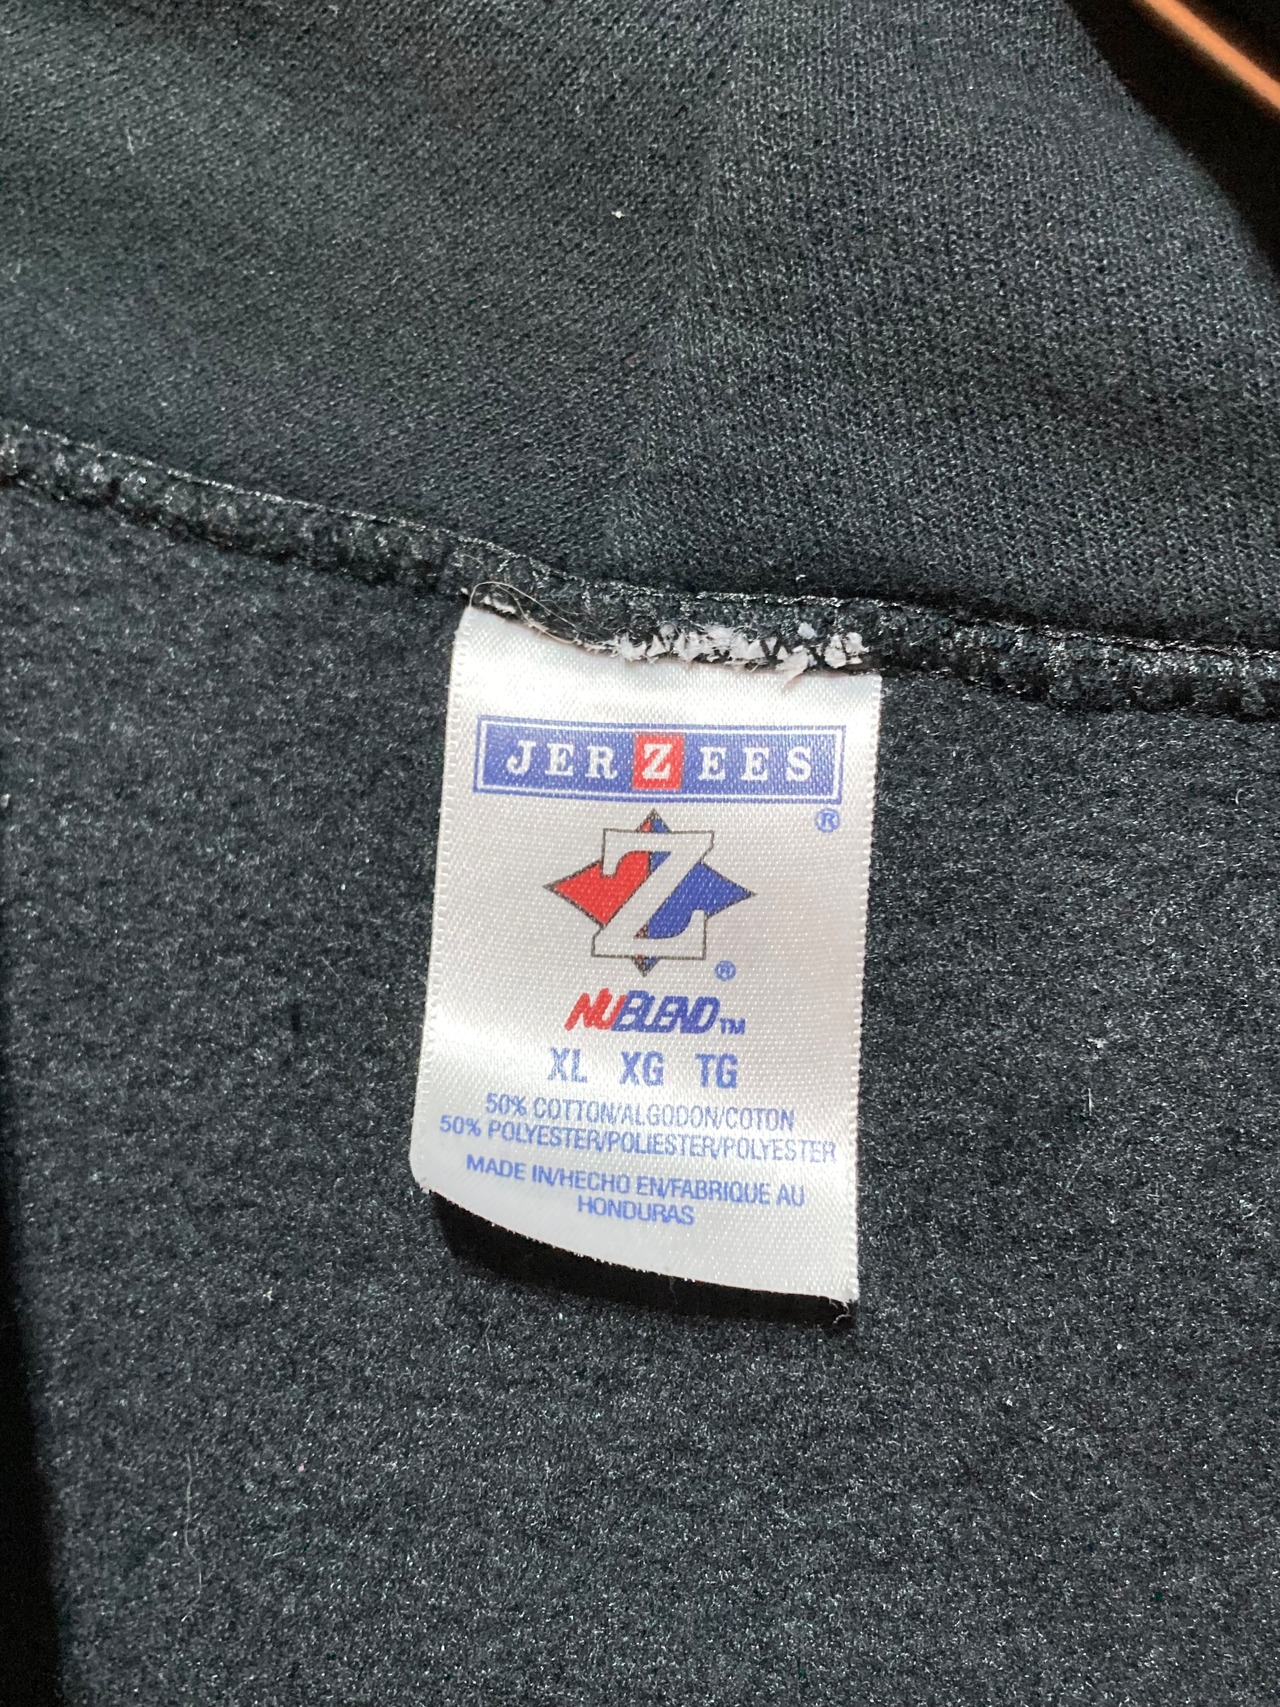 JERZEES
®
Z
®
NUBLEND™
XL XG TG
50% COTTON/ALGODON/COTON
50% POLYESTER/POLIESTER/POLYESTER
MADE IN/HECHO EN/FABRIQUE AU
HONDURAS